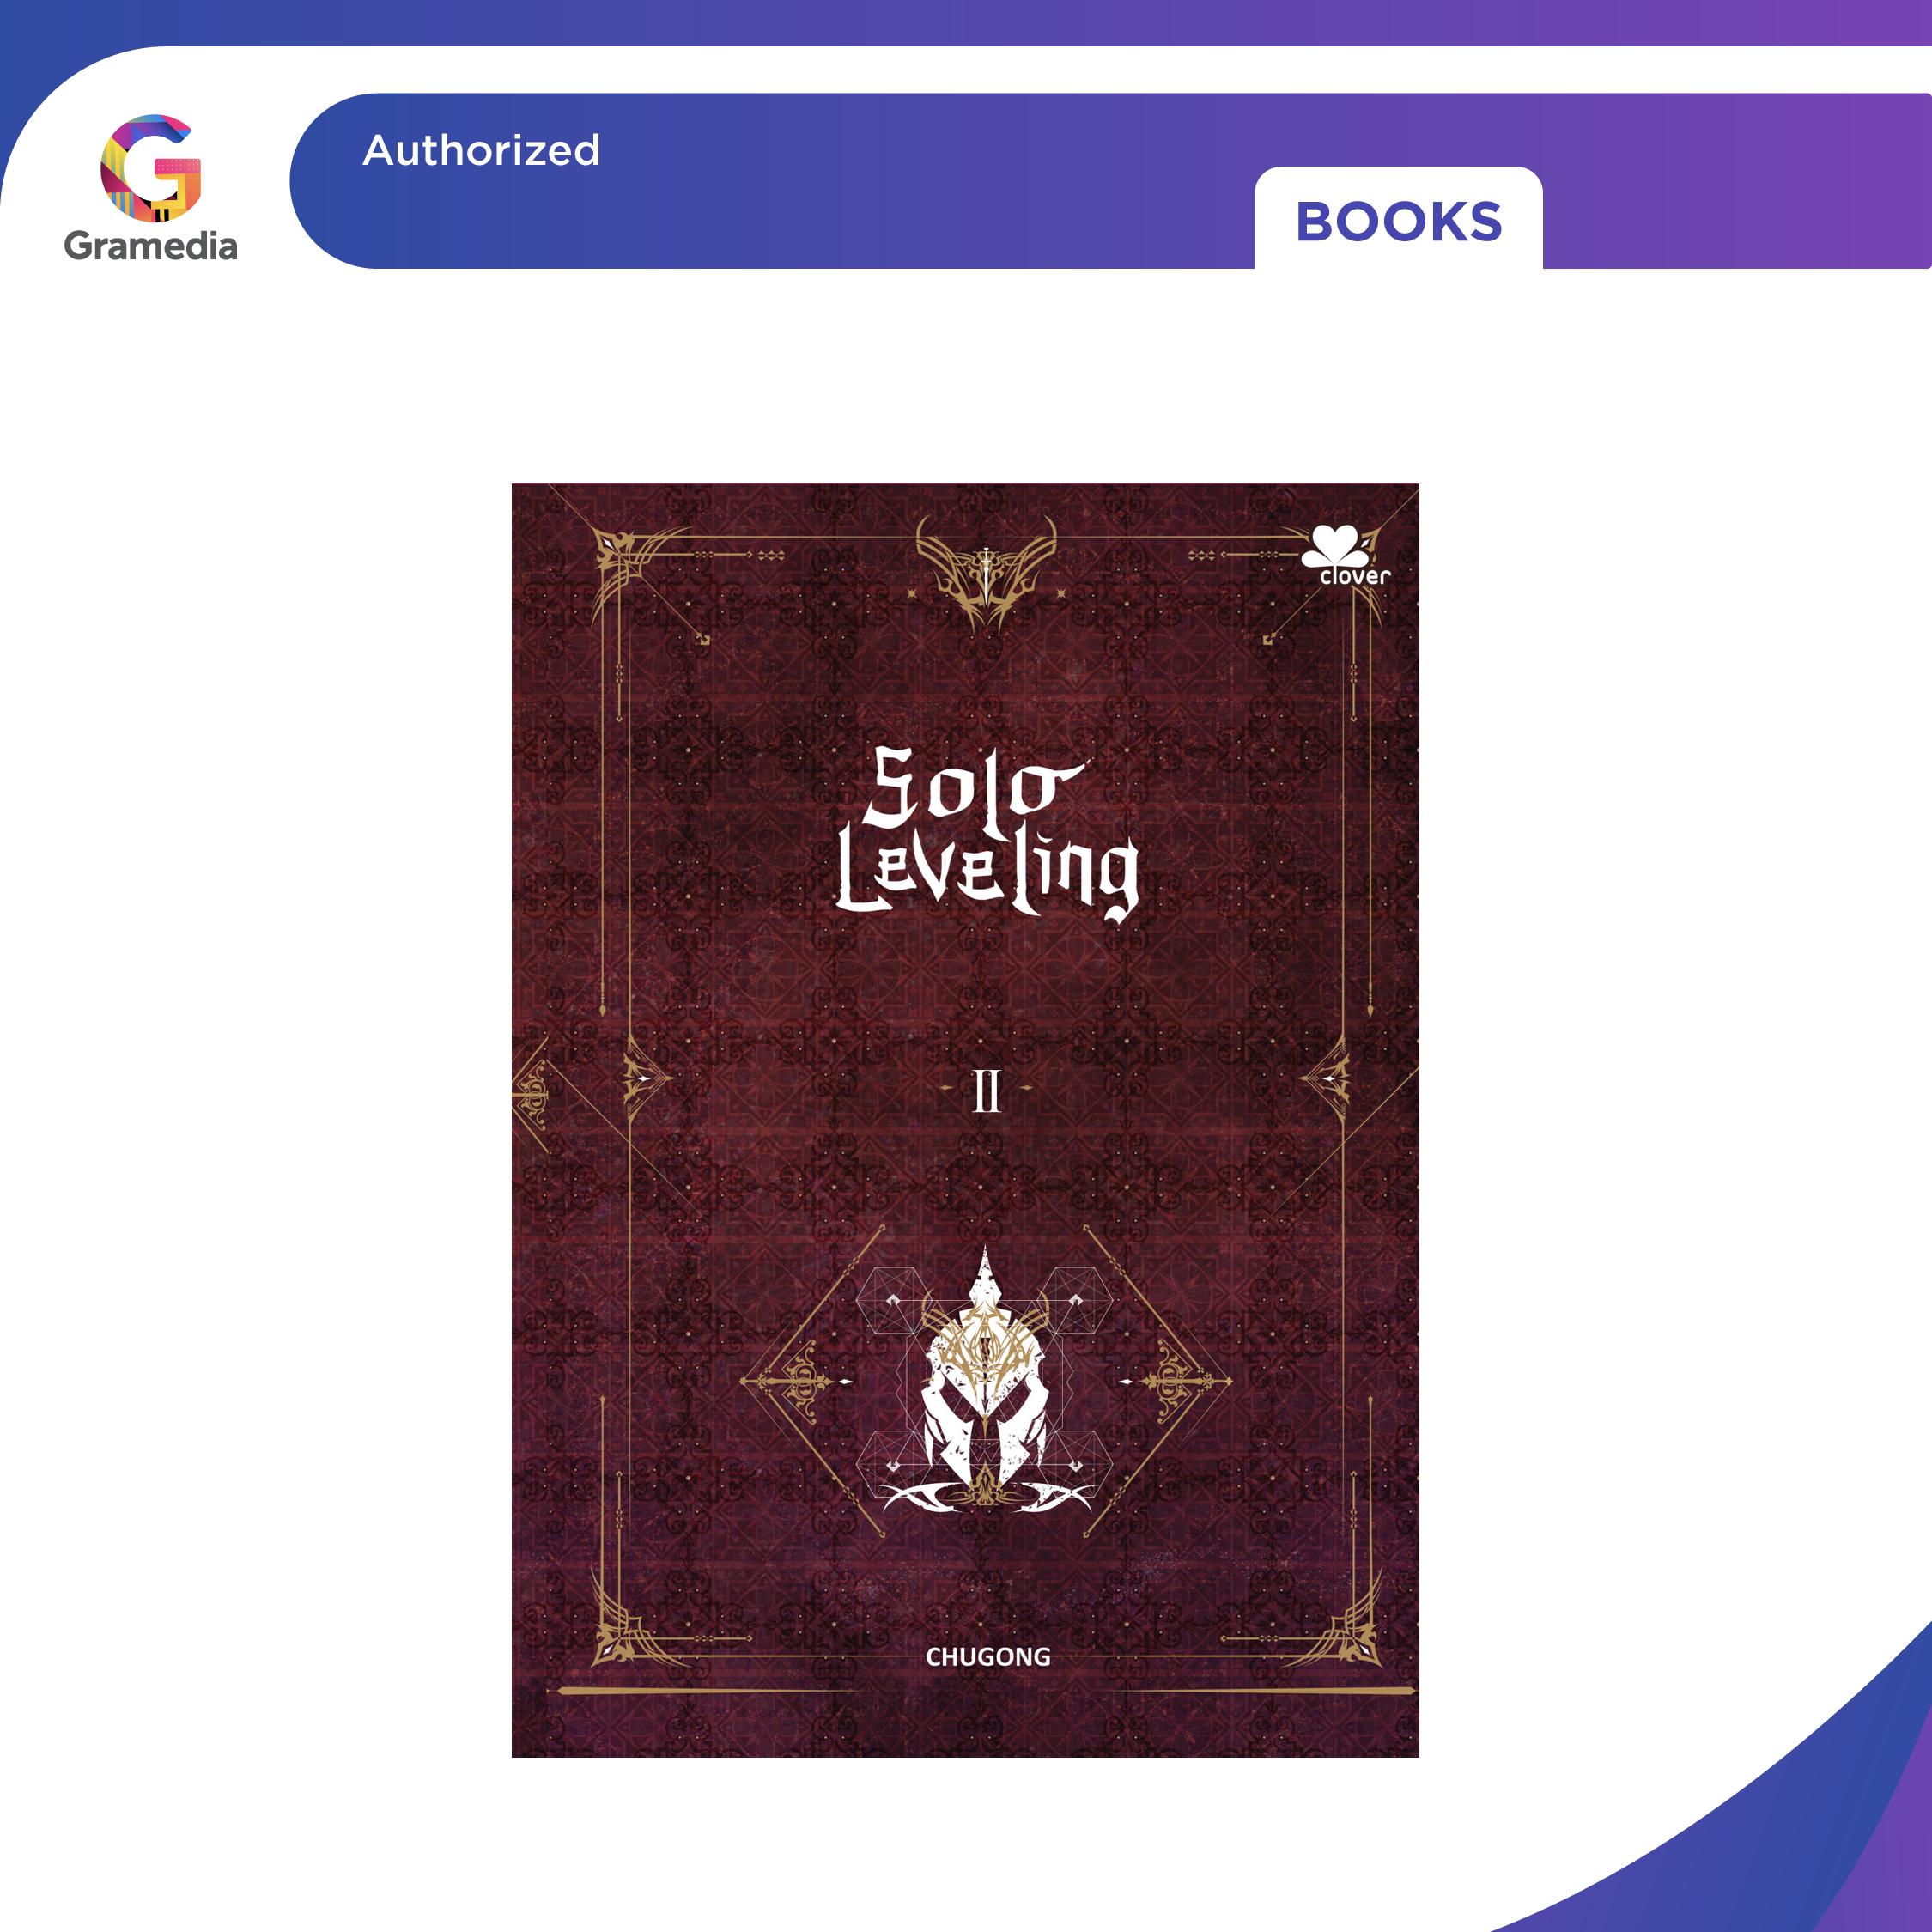 Gramedia
Authorized
BOOKS
clover
Solo
Leveling
II
CHUGONG